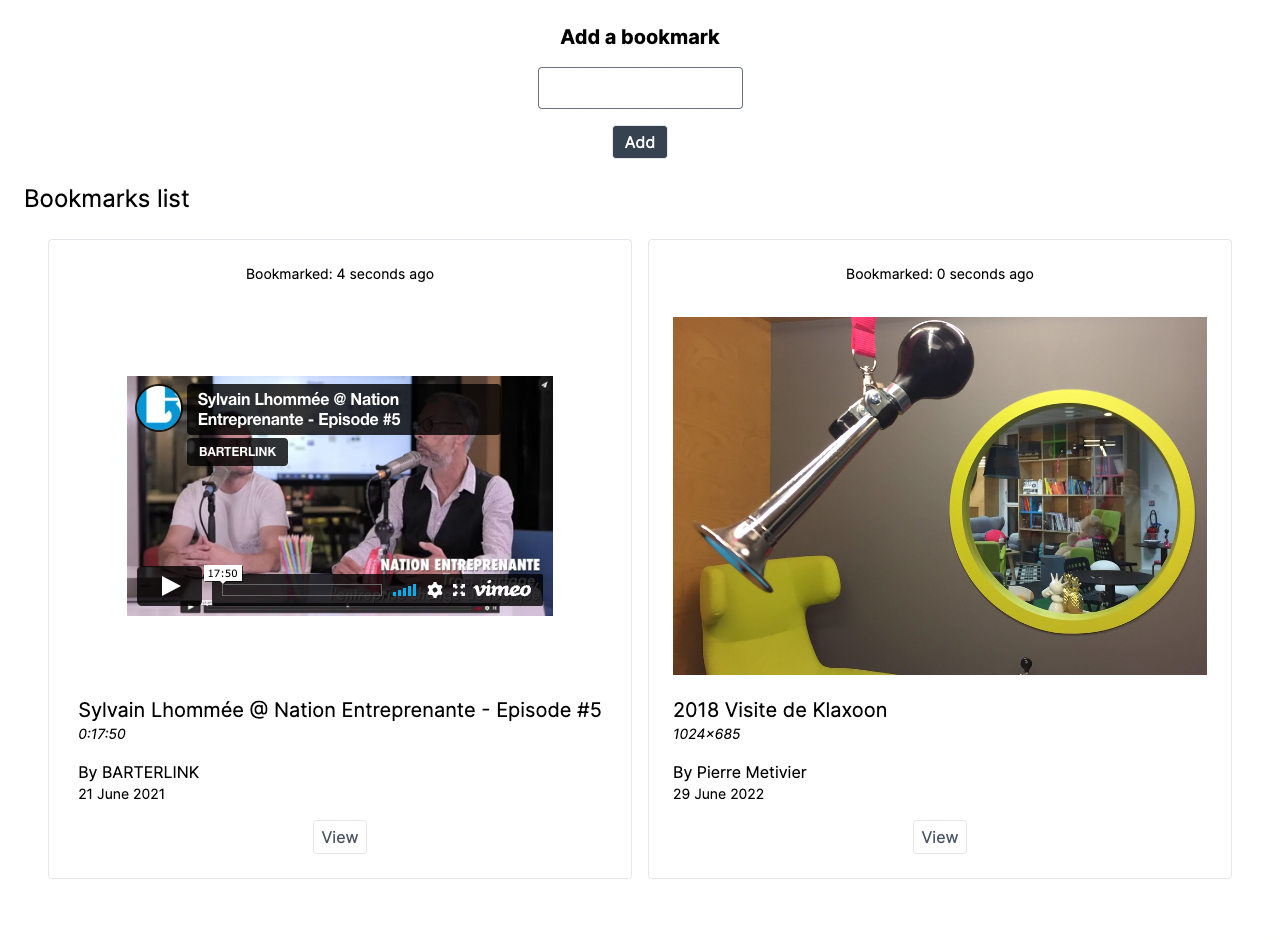 Add a bookmark
Add
Bookmarks list
Bookmarked: 4 seconds ago
Sylvain Lhommée @ Nation
Entreprenante - Episode #5
BARTERLINK
NATION ENTREPRENANTE
17:50
vimeo
Sylvain Lhommée @ Nation Entreprenante - Episode #5
0:17:50
By BARTERLINK
21 June 2021
View
Bookmarked: 0 seconds ago
2018 Visite de Klaxoon
1024×685
By Pierre Metivier
29 June 2022
View